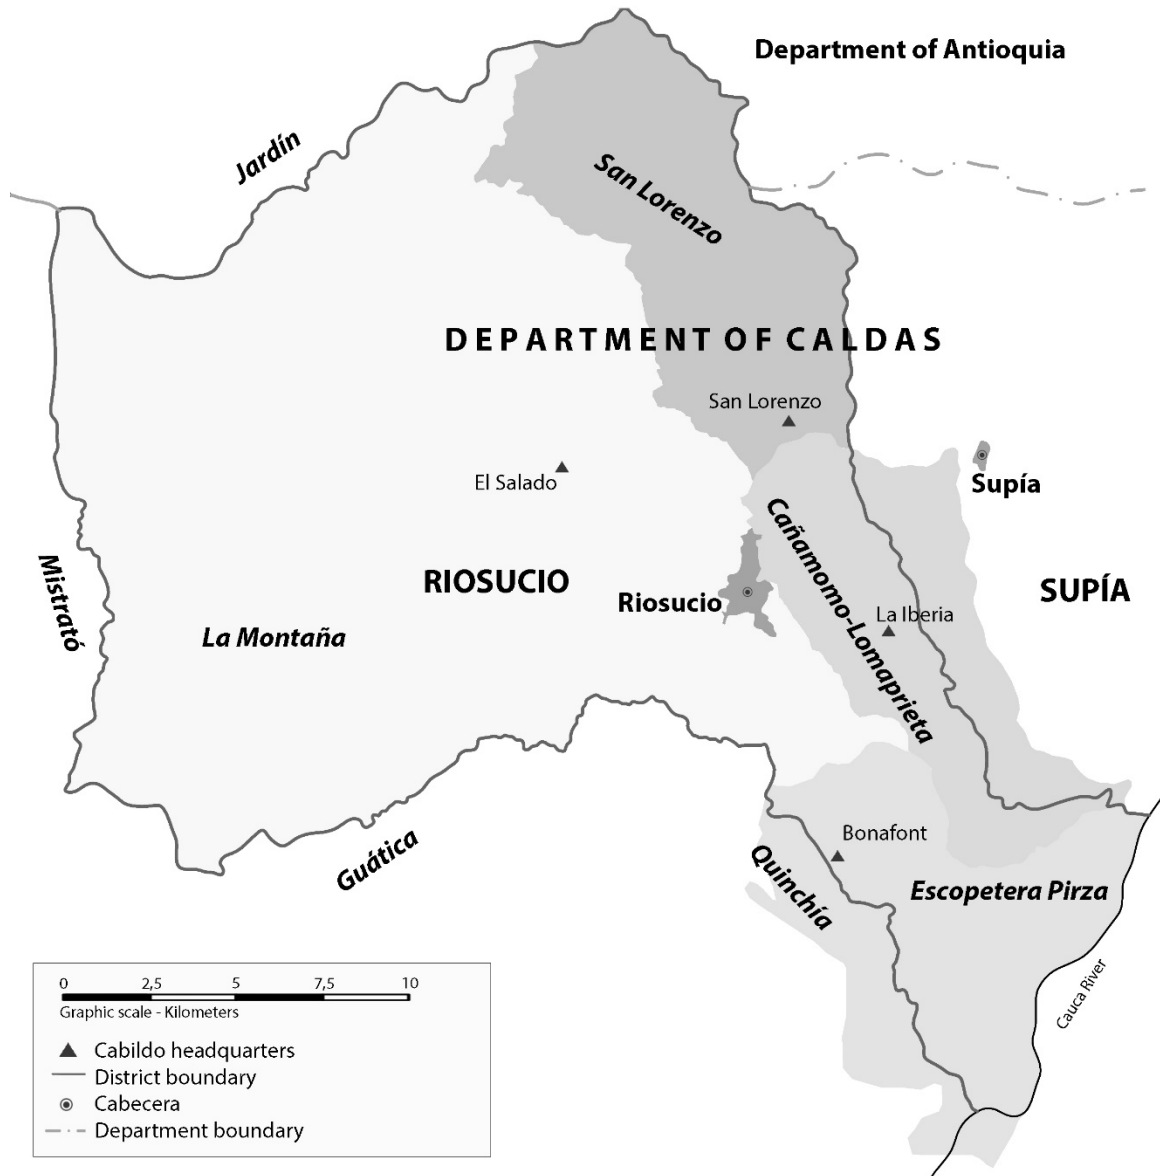 Department of Antioquia
Jardín
San Lorenzo
DEPARTMENT OF CALDAS
San Lorenzo
El Salado
Supía
Cañamomo-Lomaprieta
Mistrató
RIOSUCIO
Riosucio
SUPÍA
La Iberia
La Montaña
Guática
Bonafont
Quinchía
Escopetera Pirza
Cauca River
0 2,5 5 7,5 10
Graphic scale - Kilometers
Cabildo headquarters
District boundary
Cabecera
Department boundary